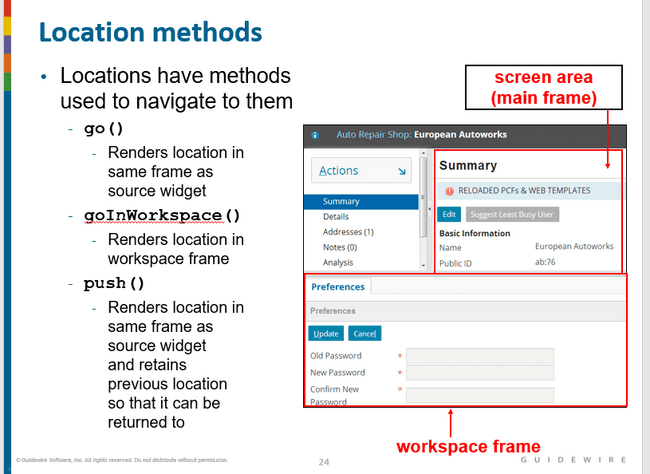 Location methods
• Locations have methods
used to navigate to them
- go()
- Renders location in
same frame as
source widget
- goInWorkspace()
- Renders location in
workspace frame
- push()
- Renders location in
same frame as
source widget
and retains
previous location
so that it can be
returned to
screen area
(main frame)
Auto Repair Shop: European Autoworks
Actions
Summary
Details
Addresses (1)
Notes (0)
Analysis
Summary
RELOADED PCFs & WEB TEMPLATES
Edit Suggest Least Busy User
Basic Information
Name European Autoworks
Public ID ab:76
Preferences
Preferences
Update Cancel
Old Password *
New Password *
Confirm New *
Password
workspace frame
© Guidewire Software, Inc. All rights reserved. Do not distribute without permission.
24
GUIDEWIRE